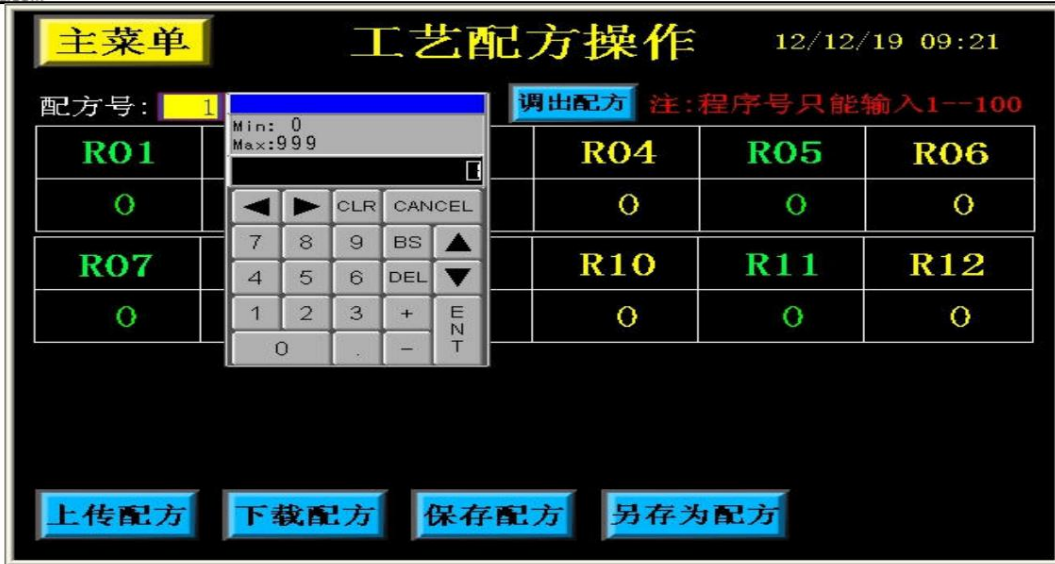 主菜单
工艺配方操作
12/12/19 09:21
配方号: 1
调出配方
注:程序号只能输入1--100
Min: 0
Max:999
CLR CANCEL
7 8 9 BS
4 5 6 DEL
1 2 3 + ENT
0 . -
R01 R04 R05 R06
0 0 0 0
R07 R10 R11 R12
0 0 0 0
上传配方 下载配方 保存配方 另存为配方